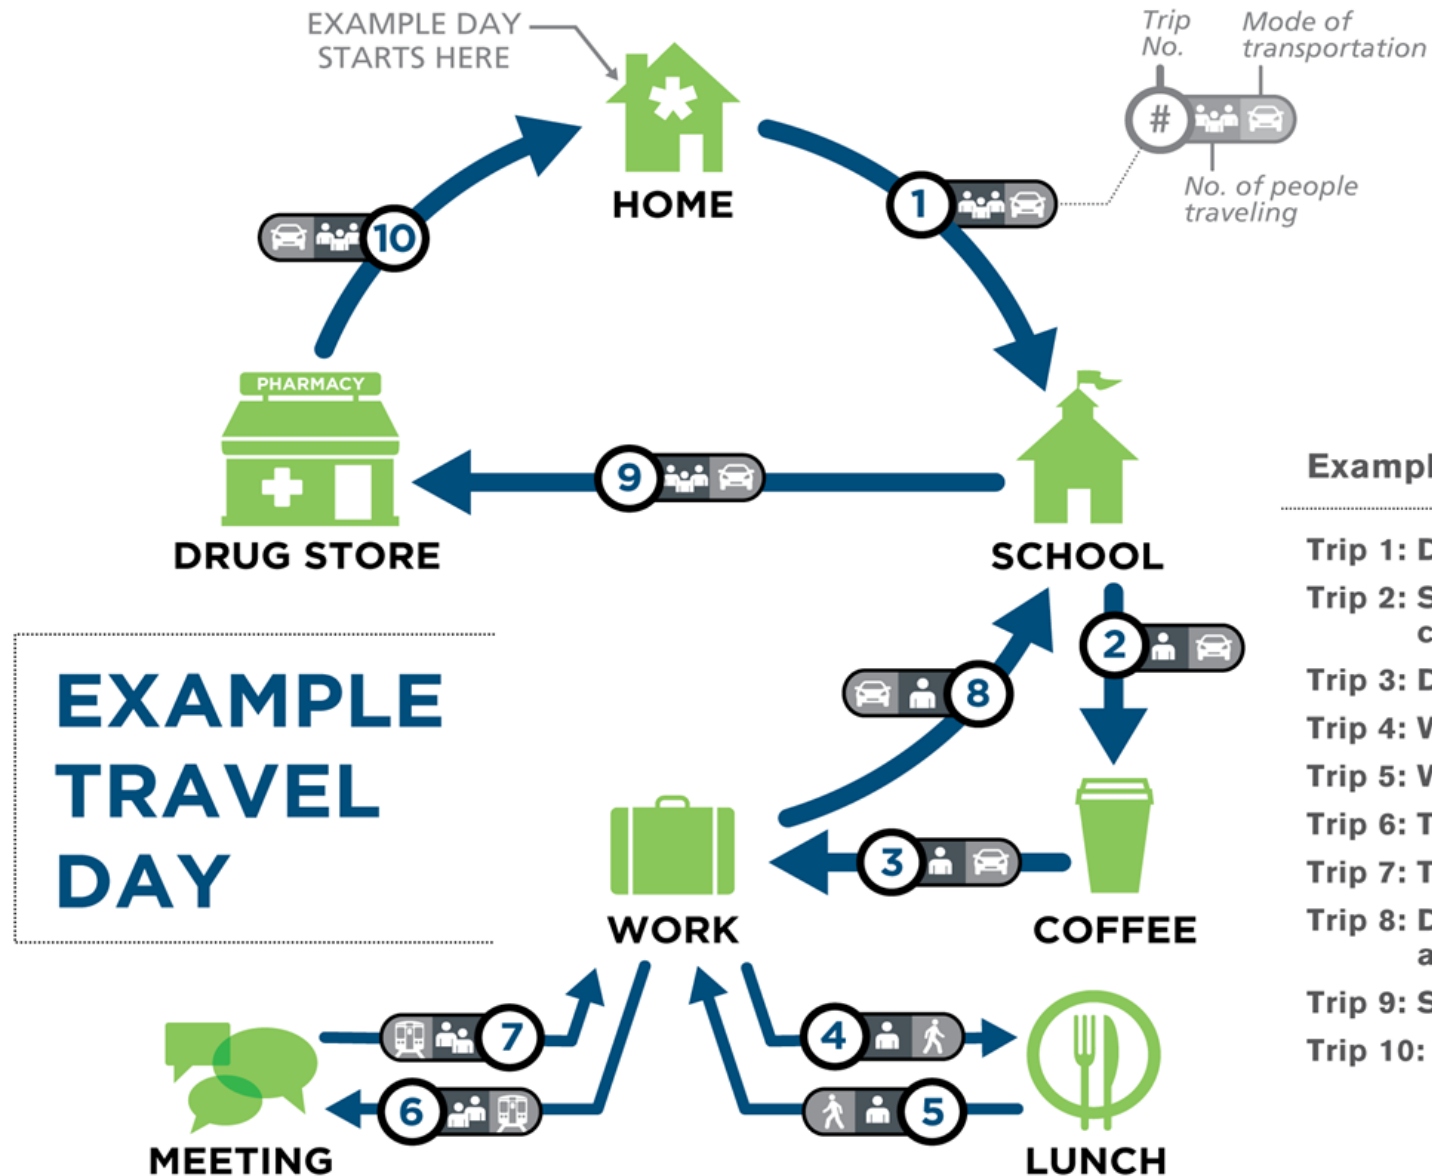 EXAMPLE DAY
STARTS HERE
Trip
No.
Mode of
transportation
#
No. of people
traveling
HOME
1
10
PHARMACY
9
DRUG STORE
SCHOOL
2
8
EXAMPLE
TRAVEL
DAY
3
WORK
COFFEE
7
4
6
5
MEETING
LUNCH
Exampl
Trip 1: D
Trip 2: S
c
Trip 3: D
Trip 4: W
Trip 5: W
Trip 6: T
Trip 7: T
Trip 8: D
a
Trip 9: S
Trip 10: